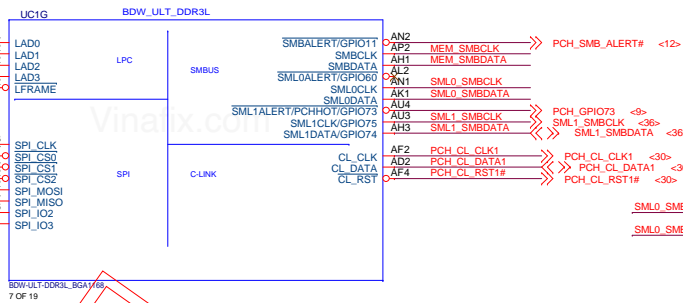 UC1G
BDW_ULT_DDR3L
LAD0
LAD1
LAD2
LAD3
LFRAME
LPC
SMBUS
SMBALERT/GPIO11
SMBCLK
SMBDATA
SML0ALERT/GPIO60
SML0CLK
SML0DATA
SML1ALERT/PCHHOT/GPIO73
SML1CLK/GPIO75
SML1DATA/GPIO74
AN2
AP2 MEM_SMBCLK
AH1 MEM_SMBDATA
AL2
AN1 SML0_SMBCLK
AK1 SML0_SMBDATA
AU4
AU3 SML1_SMBCLK
AH3 SML1_SMBDATA
PCH_SMB_ALERT# <12>
PCH_GPIO73 <9>
SML1_SMBCLK <36>
SML1_SMBDATA <36
Vinafix.com
SPI_CLK
SPI_CS0
SPI_CS1
SPI_CS2
SPI_MOSI
SPI_MISO
SPI_IO2
SPI_IO3
SPI
C-LINK
CL_CLK
CL_DATA
CL_RST
AF2 PCH_CL_CLK1
AD2 PCH_CL_DATA1
AF4 PCH_CL_RST1#
PCH_CL_CLK1 <30>
PCH_CL_DATA1 <30
PCH_CL_RST1# <30>
SML0_SMB
SML0_SMB
BDW-ULT-DDR3L_BGA1168
7 OF 19